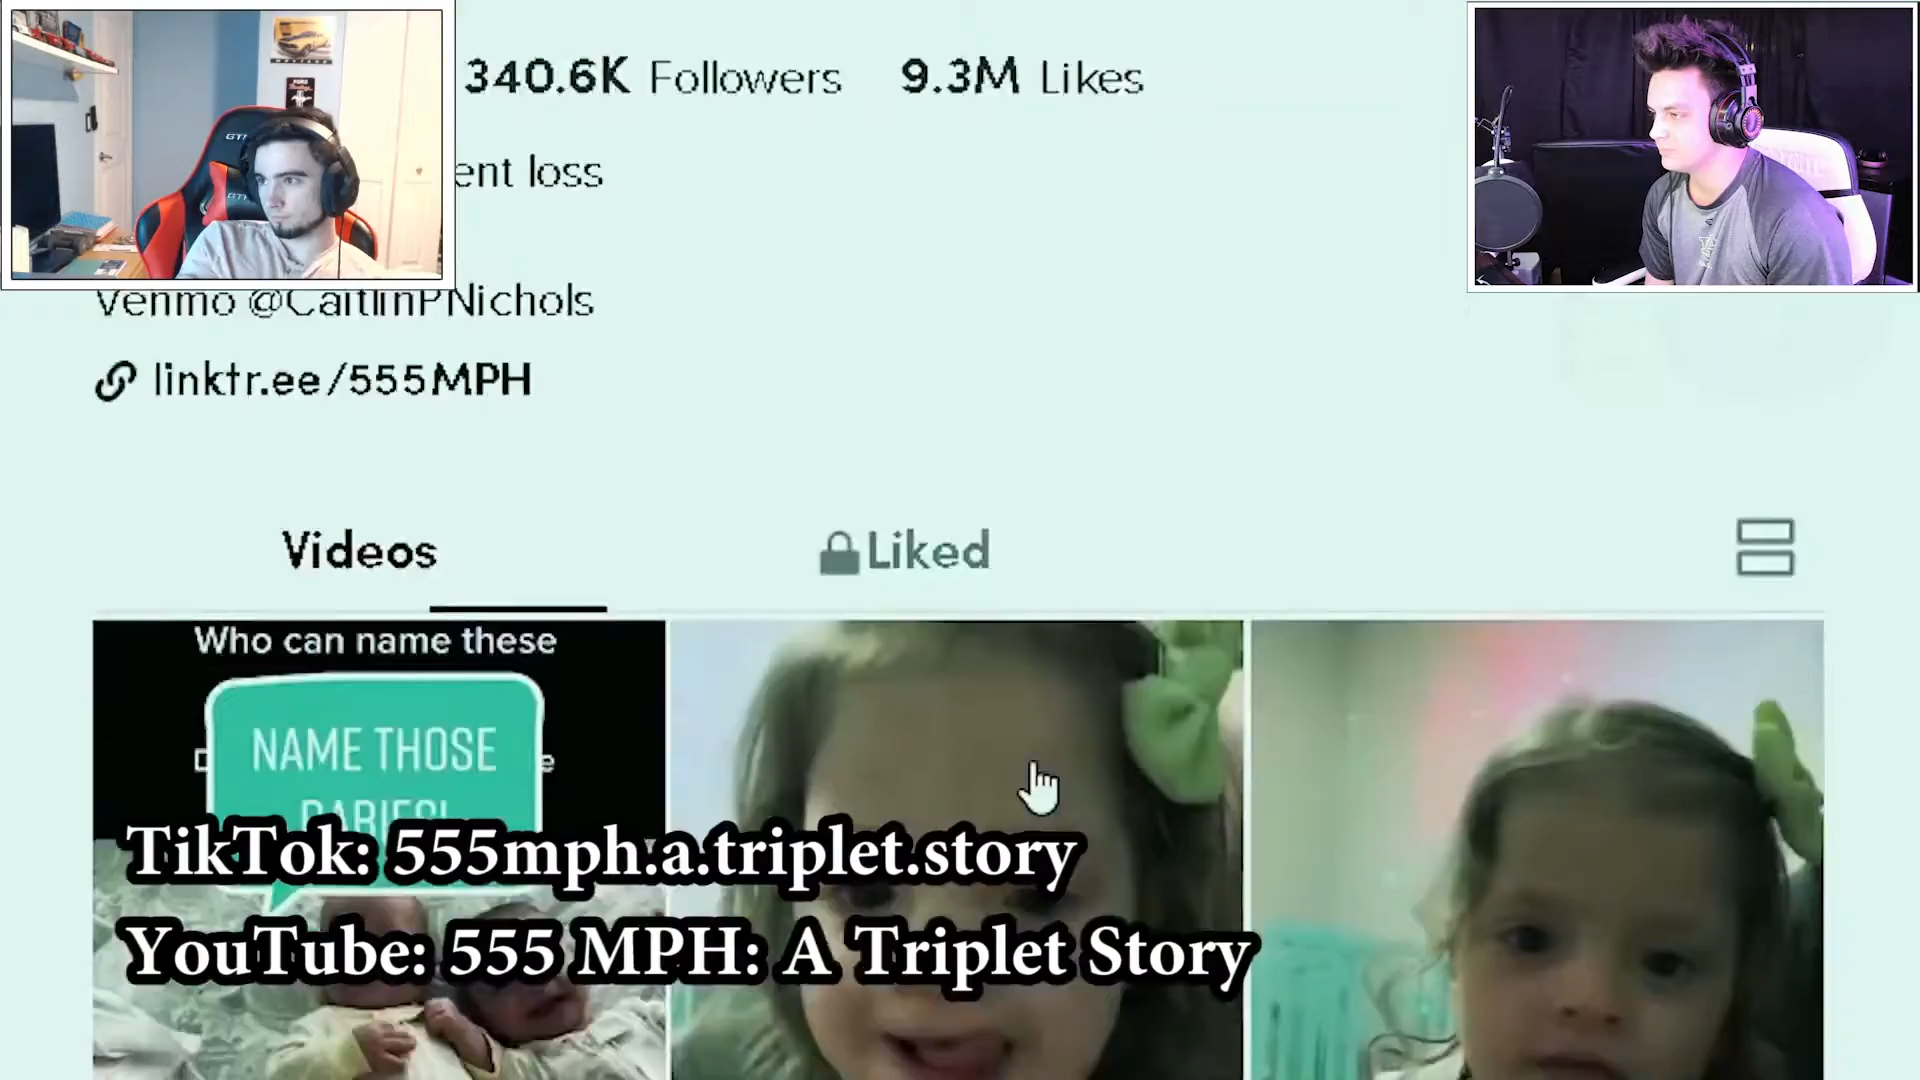 340.6K Followers 9.3M Likes
ent loss
Venmo @CaitlinPNichols
linktr.ee/555MPH
Videos
Liked
Who can name these
NAME THOSE
BABIES!
TikTok: 555mph.a.triplet.story
YouTube: 555 MPH: A Triplet Story